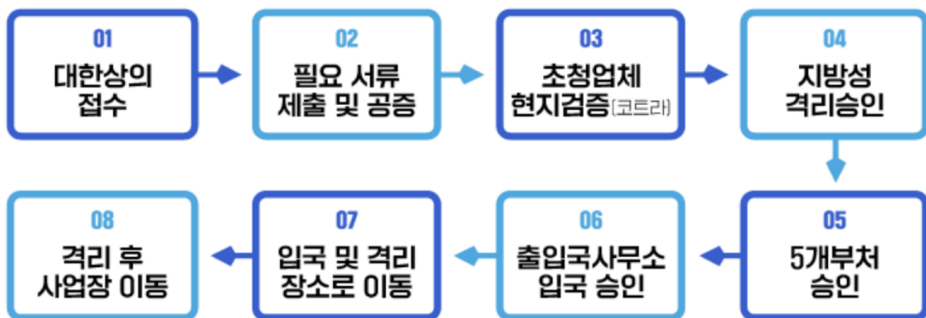 01
대한상의
접수
02
필요 서류
제출 및 공증
03
초청업체
현지검증(코트라)
04
지방성
격리승인
05
5개부처
승인
06
출입국사무소
입국 승인
07
입국 및 격리
장소로 이동
08
격리 후
사업장 이동